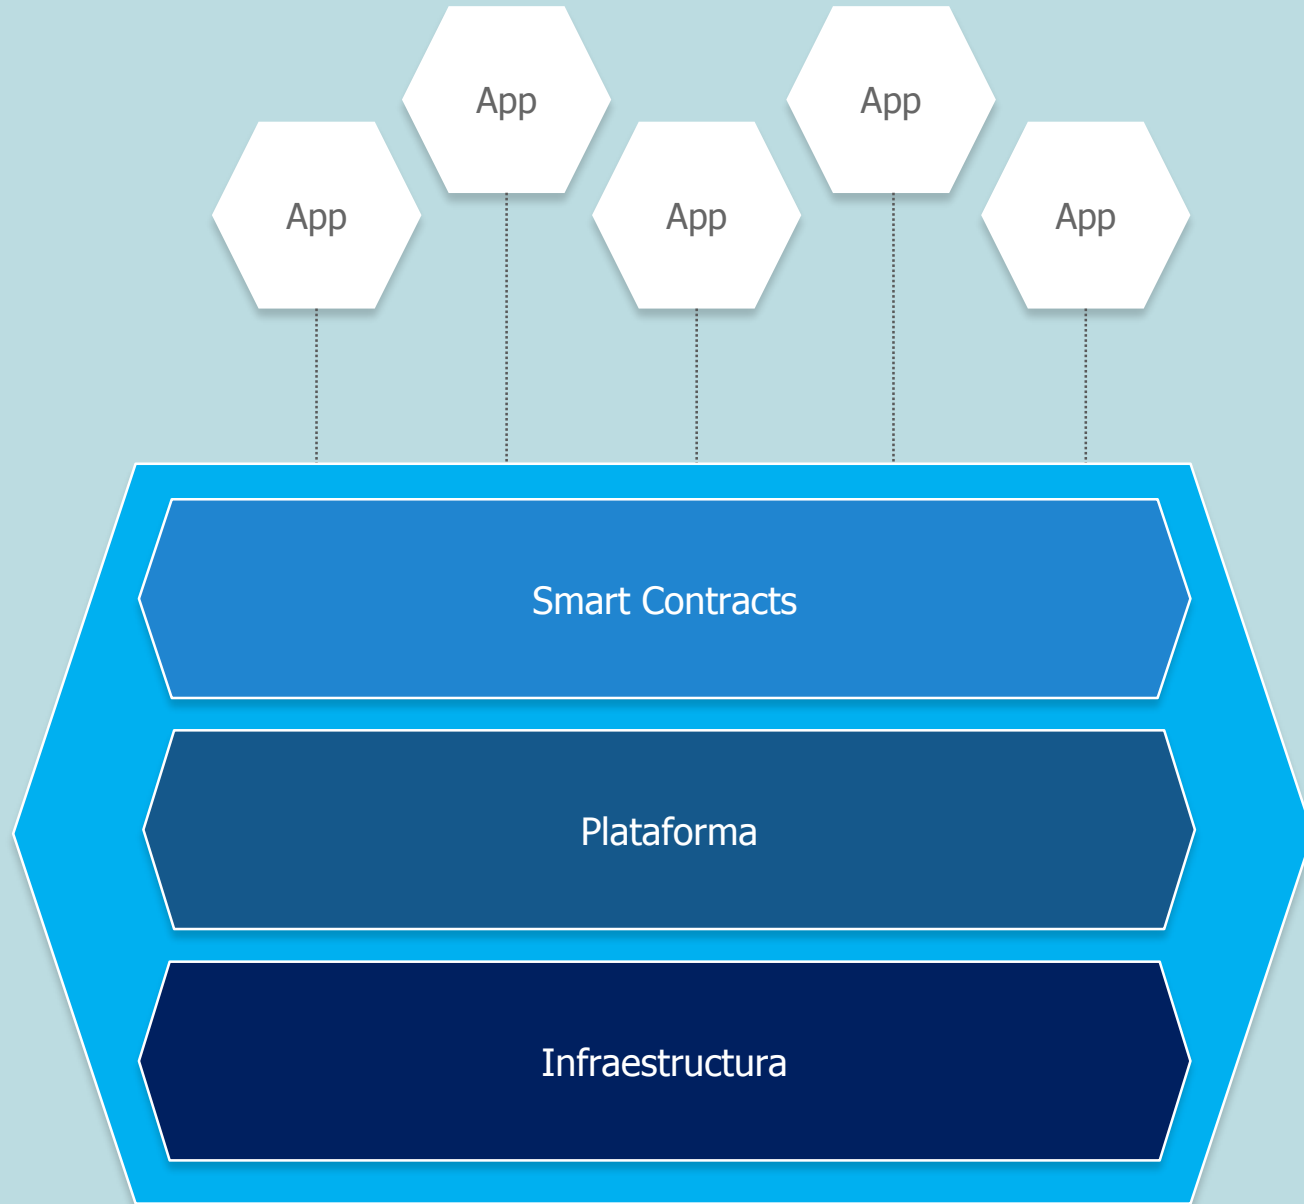 App
App
App
App
App
Smart Contracts
Plataforma
Infraestructura